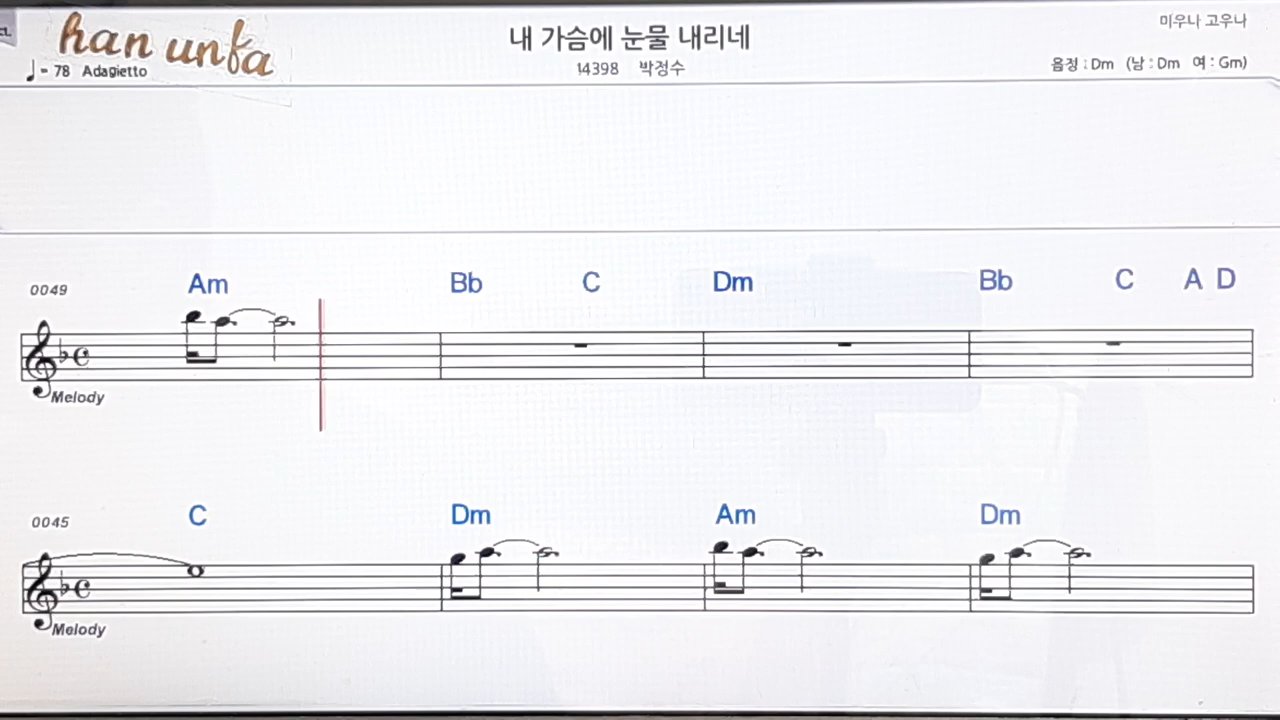 han unfa
내 가슴에 눈물 내리네
미우나 고우나
♩= 78 Adagietto
14398 박정수
음정 : Dm (남 : Dm 여 : Gm)
0049 Am Bb C Dm Bb C A D
Melody
0045 C Dm Am Dm
Melody